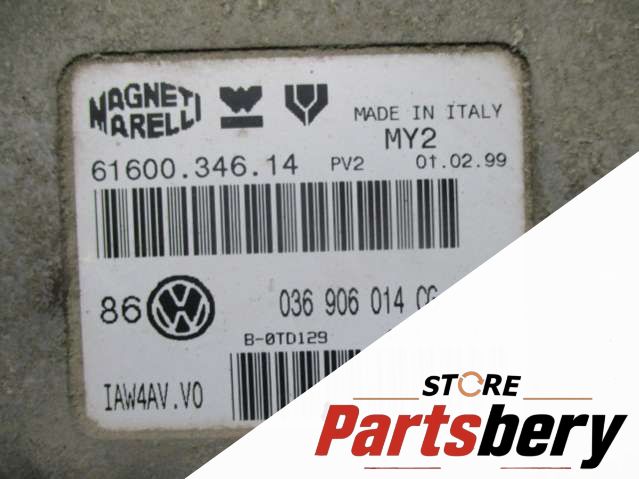 MAGNETI
MARELLI
MADE IN ITALY
MY2
61600.346.14 PV2 01.02.99
86 VW 036 906 014
B-0TD129
IAW4AV.V0
STORE
Partsbery